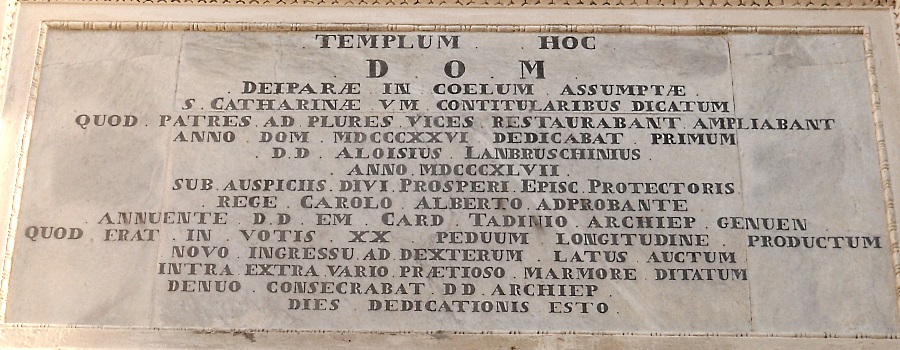 TEMPLUM . HOC
D . O . M
. DEIPARÆ IN COELUM ASSUMPTÆ .
S . CATHARINÆ VM CONTITULARIBUS DICATUM
QUOD . PATRES . AD . PLURES . VICES RESTAURABANT AMPLIABANT
ANNO . DOM MDCCCXXVI DEDICABAT PRIMUM
. D.D . ALOISIUS . LANBRUSCHINIUS .
. ANNO . MDCCCXLVII .
SUB . AUSPICIIS . DIVI . PROSPERI . EPISC . PROTECTORIS .
. REGE . CAROLO . ALBERTO . ADPROBANTE
. ANNUENTE . D.D . EM . CARD TADINIO . ARCHIEP GENUEN
QUOD ERAT . IN . VOTIS . XX . PEDUUM LONGITUDINE . PRODUCTUM
NOVO . INGRESSU . AD . DEXTERUM . LATUS AUCTUM
INTRA . EXTRA . VARIO . PRÆTIOSO . MARMORE DITATUM
DENUO . CONSECRABAT . D D . ARCHIEP
DIES DEDICATIONIS ESTO .